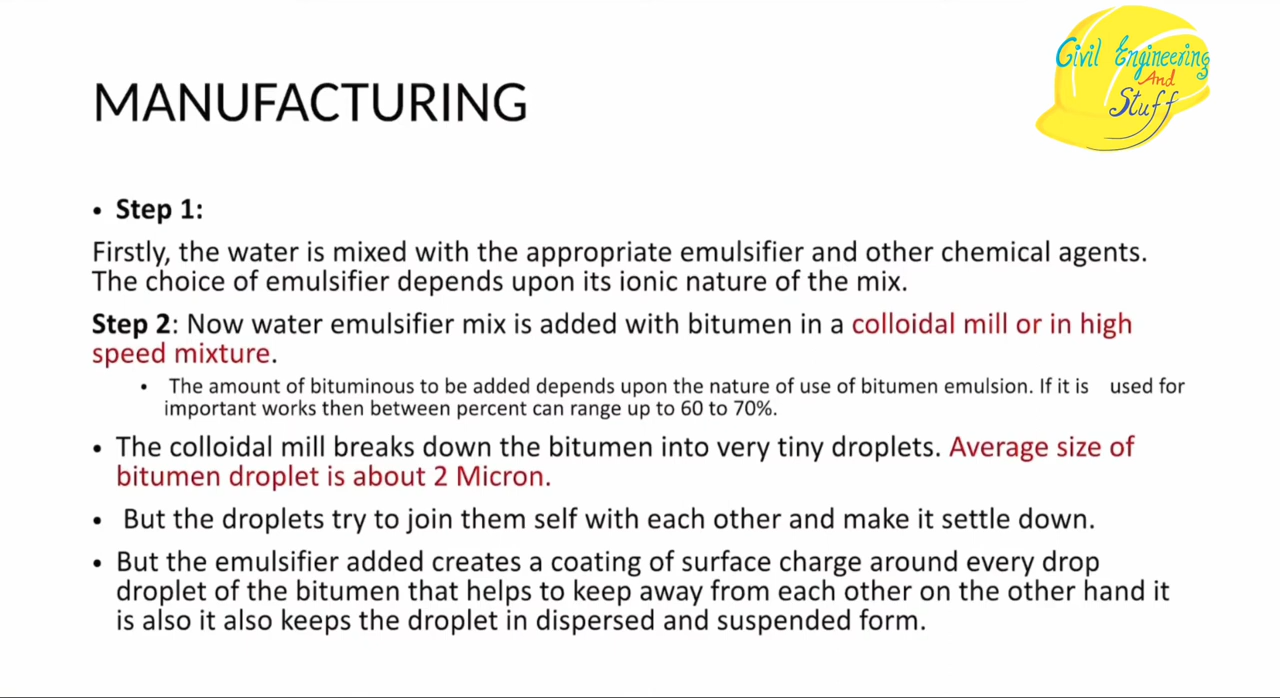 Civil Engineering
And
Stuff
MANUFACTURING
• Step 1:
Firstly, the water is mixed with the appropriate emulsifier and other chemical agents.
The choice of emulsifier depends upon its ionic nature of the mix.
Step 2: Now water emulsifier mix is added with bitumen in a colloidal mill or in high
speed mixture.
• The amount of bituminous to be added depends upon the nature of use of bitumen emulsion. If it is used for
important works then between percent can range up to 60 to 70%.
• The colloidal mill breaks down the bitumen into very tiny droplets. Average size of
bitumen droplet is about 2 Micron.
• But the droplets try to join them self with each other and make it settle down.
• But the emulsifier added creates a coating of surface charge around every drop
droplet of the bitumen that helps to keep away from each other on the other hand it
is also it also keeps the droplet in dispersed and suspended form.